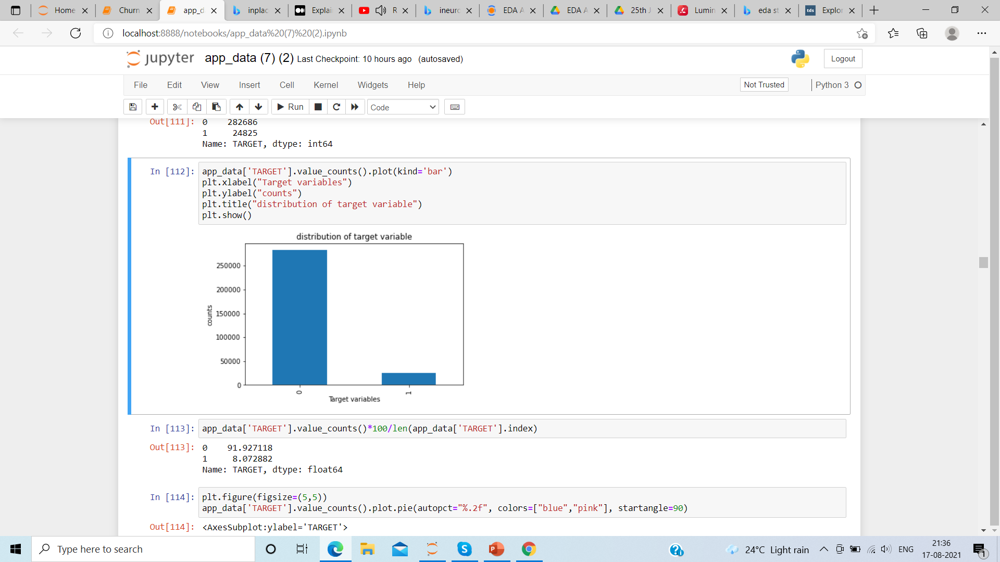 Home
Churn
app_d
inplac
Explai
R
ineuro
EDA A
EDA A
25th J
Lumin
eda st
tds Explor
localhost:8888/notebooks/app_data%20(7)%20(2).ipynb
jupyter app_data (7) (2) Last Checkpoint: 10 hours ago (autosaved)
Logout
File Edit View Insert Cell Kernel Widgets Help
Not Trusted
Python 3
Run
Code
Out[111]: 0 282686
1 24825
Name: TARGET, dtype: int64
In [112]: app_data['TARGET'].value_counts().plot(kind='bar')
plt.xlabel("Target variables")
plt.ylabel("counts")
plt.title("distribution of target variable")
plt.show()
distribution of target variable
250000
200000
150000
100000
50000
0
counts
0 1
Target variables
In [113]: app_data['TARGET'].value_counts()*100/len(app_data['TARGET'].index)
Out[113]: 0 91.927118
1 8.072882
Name: TARGET, dtype: float64
In [114]: plt.figure(figsize=(5,5))
app_data['TARGET'].value_counts().plot.pie(autopct="%.2f", colors=["blue","pink"], startangle=90)
Out[114]: <AxesSubplot:ylabel='TARGET'>
Type here to search
24°C Light rain
ENG
21:36
17-08-2021
1